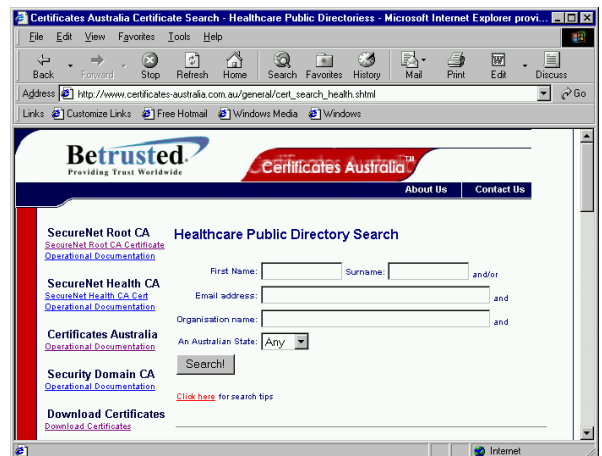 Certificates Australia Certificate Search - Healthcare Public Directoriess - Microsoft Internet Explorer provi...
File Edit View Favorites Tools Help
Back Forward Stop Refresh Home Search Favorites History Mail Print Edit Discuss
Address http://www.certificates-australia.com.au/general/cert_search_health.shtml Go
Links Customize Links Free Hotmail Windows Media Windows
Betrusted.
Providing Trust Worldwide
Certificates Australia™
About Us Contact Us
SecureNet Root CA
SecureNet Root CA Certificate
Operational Documentation
SecureNet Health CA
SecureNet Health CA Cert
Operational Documentation
Certificates Australia
Operational Documentation
Security Domain CA
Operational Documentation
Download Certificates
Download Certificates
Healthcare Public Directory Search
First Name: Surname: and/or
Email address: and
Organisation name: and
An Australian State: Any
Search!
Click here for search tips
Internet